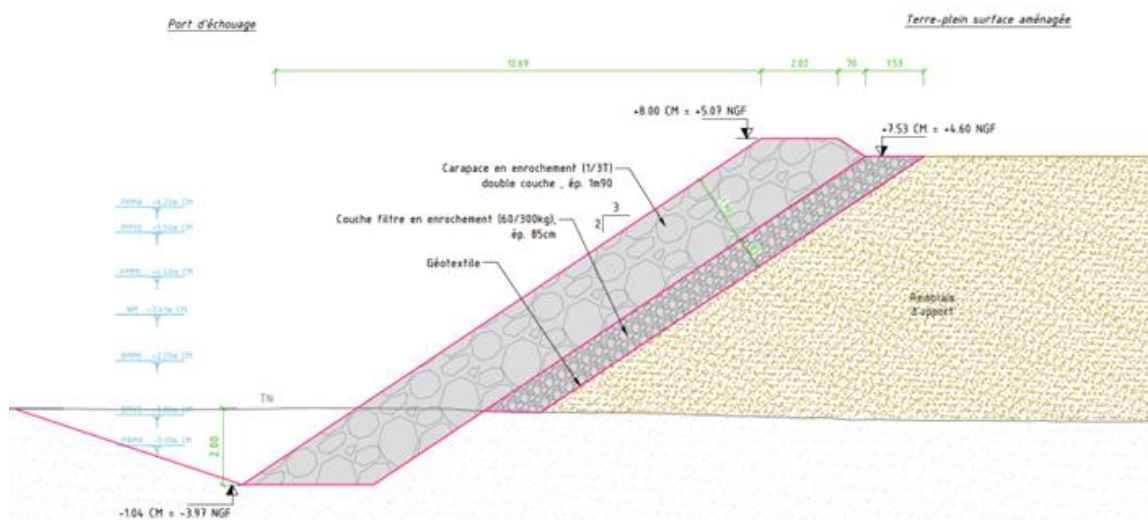 Port d'échouage
Terre-plein surface aménagée
12.69
2.02
70
1.53
+8.00 CM = +5.07 NGF
+7.53 CM = +4.60 NGF
Carapace en enrochement (1/3T)
double couche , ép. 1m90
3
2
Couche filtre en enrochement (60/300kg),
ép. 85cm
Géotextile
Remblais
d'apport
TN
2.00
-1.04 CM = -3.97 NGF